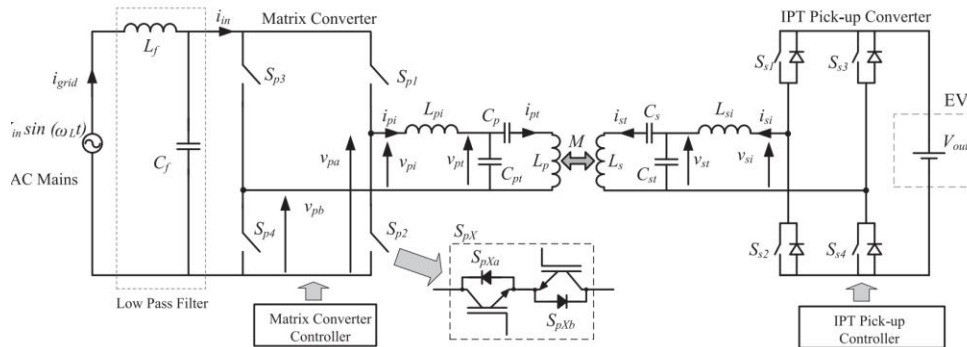 Matrix Converter
IPT Pick-up Converter
L_f
i_in
S_p3
S_p1
S_s1
S_s3
i_grid
EV
L_pi
C_p
i_pt
i_st
C_s
L_si
i_si
i_pi
V_in sin (ω_L t)
C_f
v_pa
v_pi
v_pt
C_pt
L_p
M
L_s
C_st
v_st
v_si
V_out
AC Mains
v_pb
S_p4
S_p2
S_pX
S_pXa
S_pXb
S_s2
S_s4
Low Pass Filter
Matrix Converter
Controller
IPT Pick-up
Controller